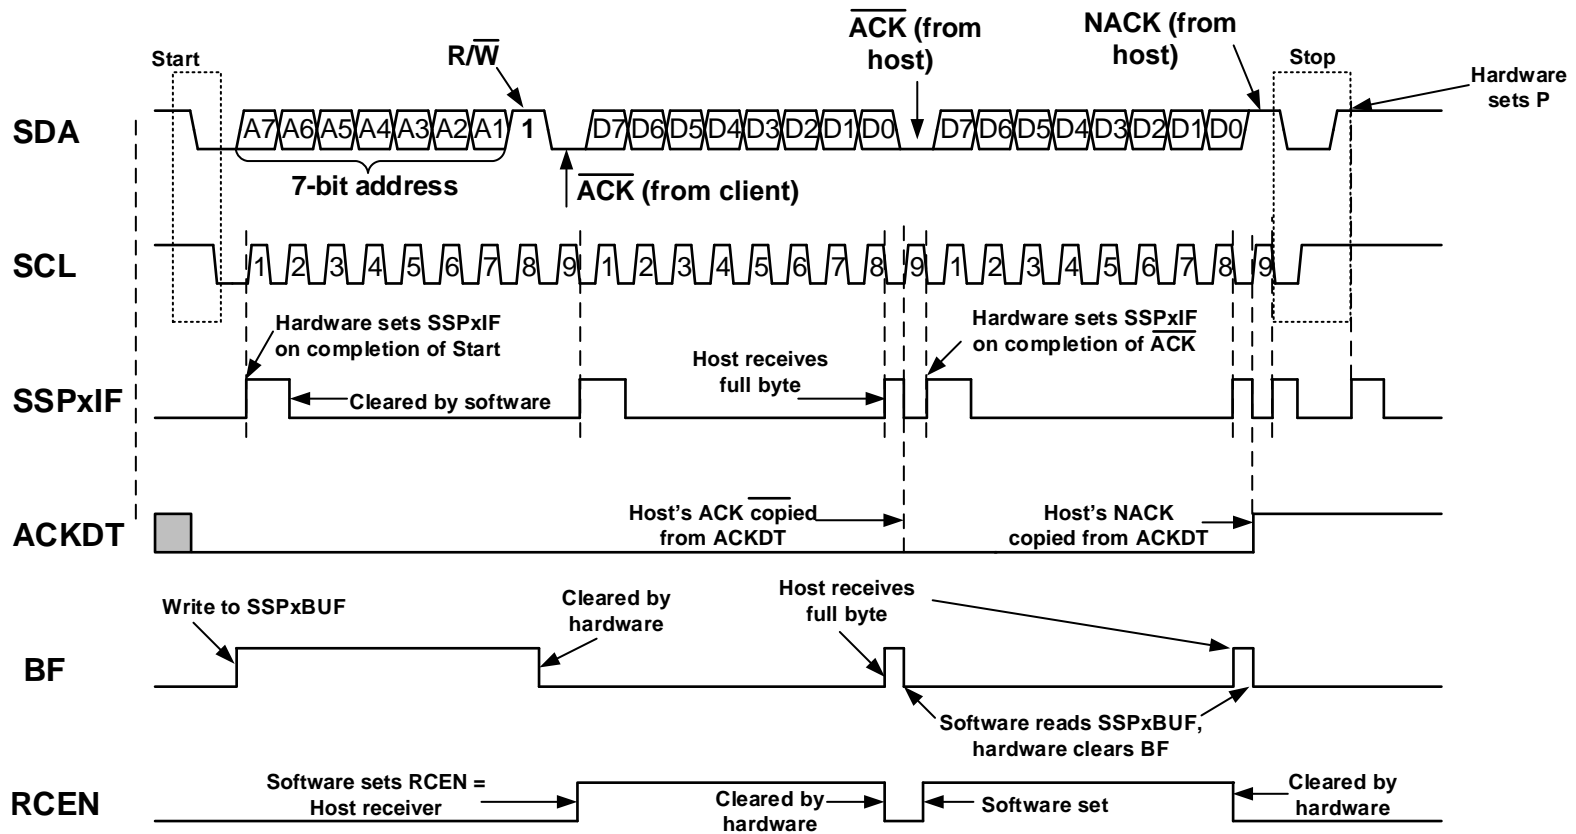 Start
R/W
ACK (from
host)
NACK (from
host)
Stop
Hardware
sets P
SDA
A7 A6 A5 A4 A3 A2 A1 1 D7 D6 D5 D4 D3 D2 D1 D0 D7 D6 D5 D4 D3 D2 D1 D0
7-bit address
ACK (from client)
SCL
1 2 3 4 5 6 7 8 9 1 2 3 4 5 6 7 8 9 1 2 3 4 5 6 7 8 9
Hardware sets SSPxIF
on completion of Start
Hardware sets SSPxIF
on completion of ACK
Host receives
full byte
SSPxIF
Cleared by software
ACKDT
Host's ACK copied
from ACKDT
Host's NACK
copied from ACKDT
Write to SSPxBUF
Cleared by
hardware
Host receives
full byte
BF
Software reads SSPxBUF,
hardware clears BF
RCEN
Software sets RCEN =
Host receiver
Cleared by
hardware
Software set
Cleared by
hardware